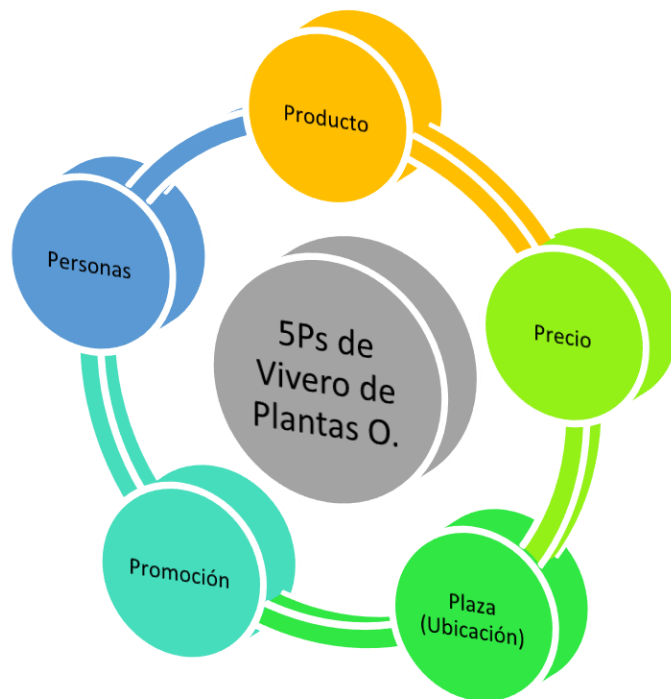 Producto
Precio
Plaza
(Ubicación)
Promoción
Personas
5Ps de
Vivero de
Plantas O.